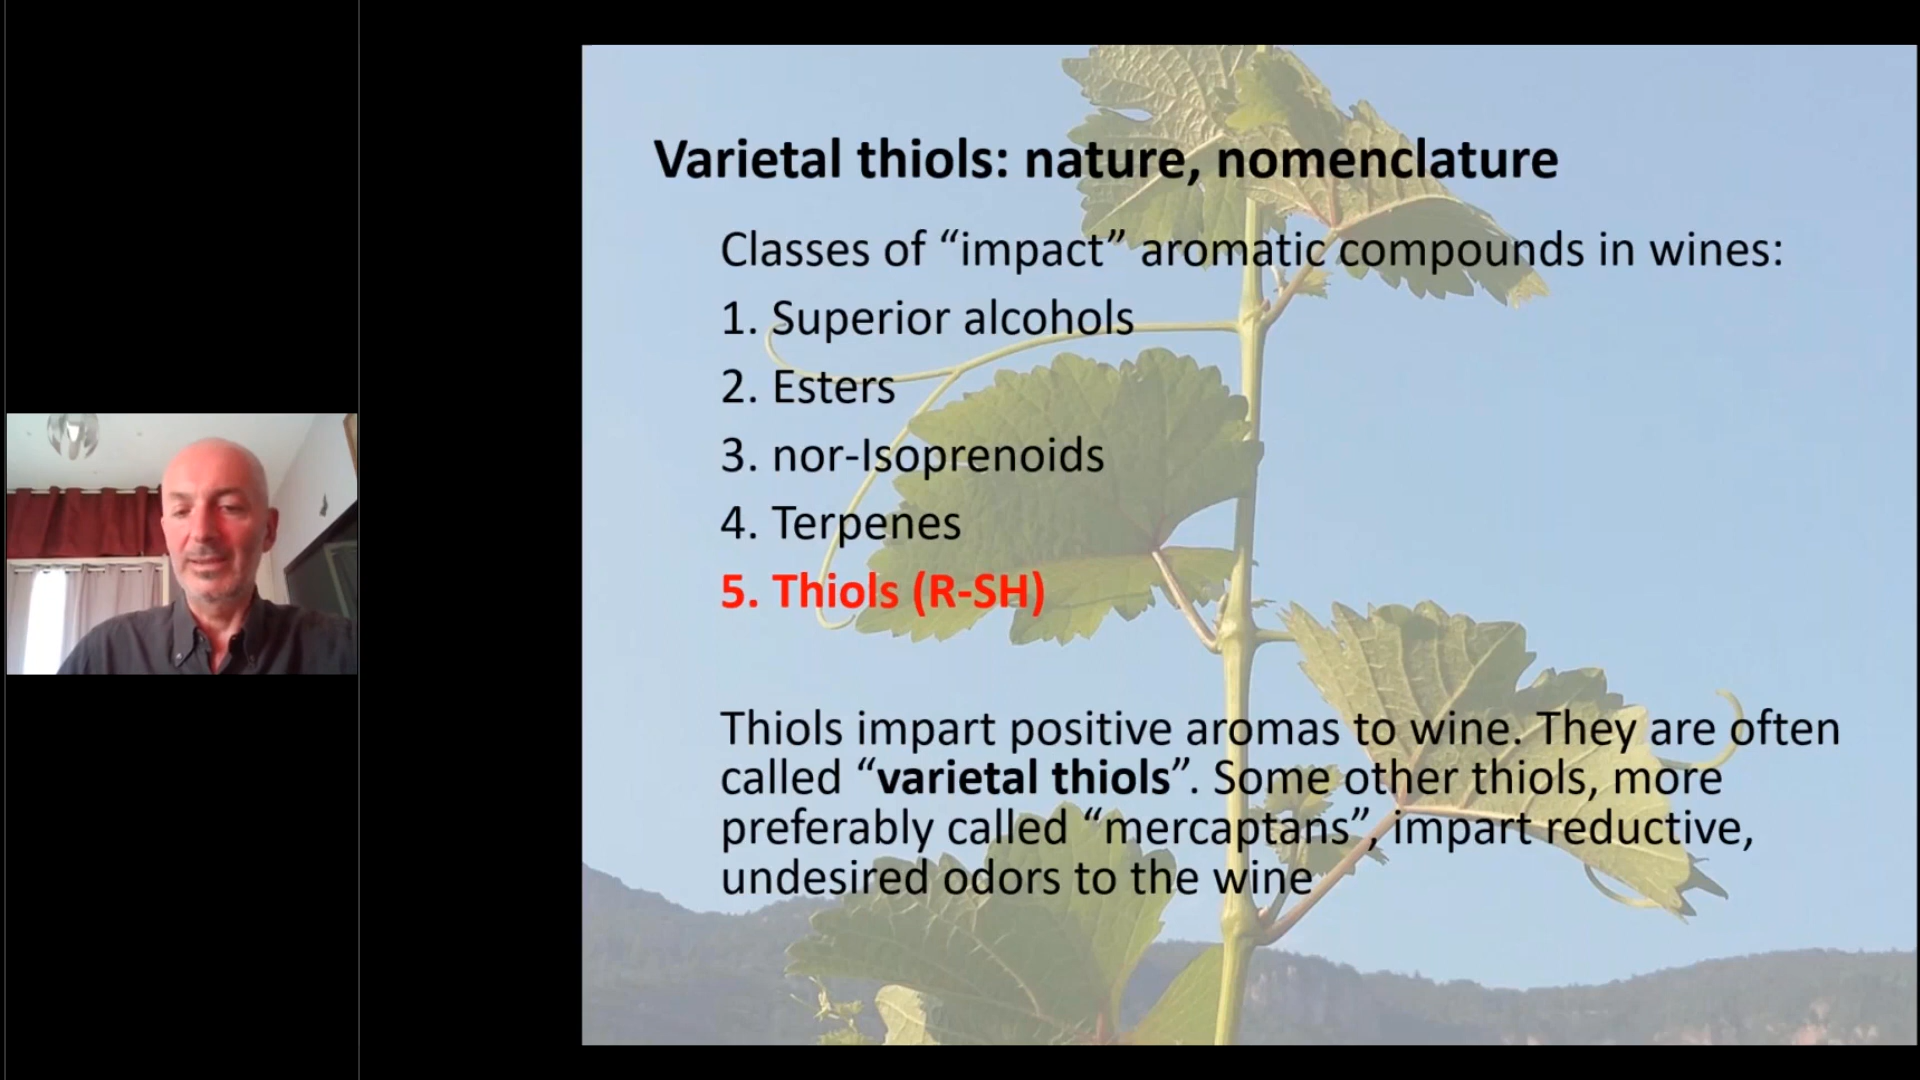 Varietal thiols: nature, nomenclature
Classes of “impact” aromatic compounds in wines:
1. Superior alcohols
2. Esters
3. nor-Isoprenoids
4. Terpenes
5. Thiols (R-SH)
Thiols impart positive aromas to wine. They are often
called “varietal thiols”. Some other thiols, more
preferably called “mercaptans”, impart reductive,
undesired odors to the wine